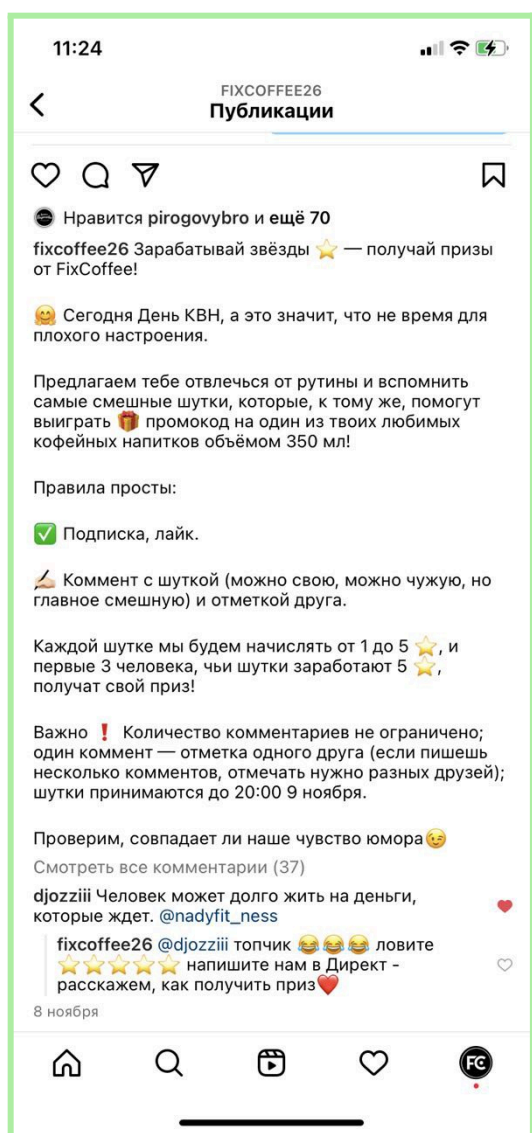 11:24
FIXCOFFEE26
Публикации
Нравится pirogovybro и ещё 70
fixcoffee26 Зарабатывай звёзды ⭐ — получай призы
от FixCoffee!
🤗 Сегодня День КВН, а это значит, что не время для
плохого настроения.
Предлагаем тебе отвлечься от рутины и вспомнить
самые смешные шутки, которые, к тому же, помогут
выиграть 🎁 промокод на один из твоих любимых
кофейных напитков объёмом 350 мл!
Правила просты:
✅ Подписка, лайк.
✍🏻 Коммент с шуткой (можно свою, можно чужую, но
главное смешную) и отметкой друга.
Каждой шутке мы будем начислять от 1 до 5 ⭐, и
первые 3 человека, чьи шутки заработают 5 ⭐,
получат свой приз!
Важно ❗ Количество комментариев не ограничено;
один коммент — отметка одного друга (если пишешь
несколько комментов, отмечать нужно разных друзей);
шутки принимаются до 20:00 9 ноября.
Проверим, совпадает ли наше чувство юмора😉
Смотреть все комментарии (37)
djozziii Человек может долго жить на деньги,
которые ждет. @nadyfit_ness
fixcoffee26 @djozziii топчик 😂😂😂 ловите
⭐⭐⭐⭐⭐ напишите нам в Директ -
расскажем, как получить приз❤️
8 ноября
FC